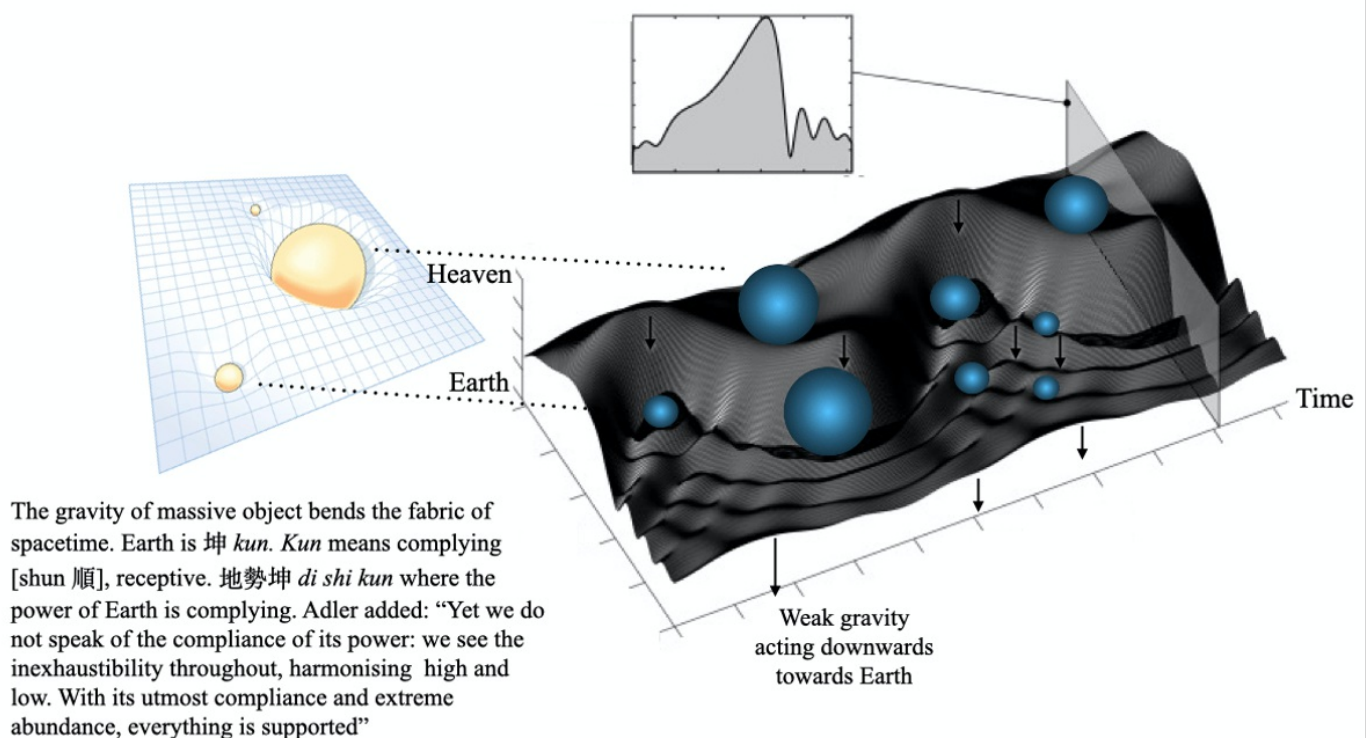 Heaven
Earth
Time
The gravity of massive object bends the fabric of
spacetime. Earth is 坤 kun. Kun means complying
[shun 順], receptive. 地勢坤 di shi kun where the
power of Earth is complying. Adler added: “Yet we do
not speak of the compliance of its power: we see the
inexhaustibility throughout, harmonising high and
low. With its utmost compliance and extreme
abundance, everything is supported”
Weak gravity
acting downwards
towards Earth